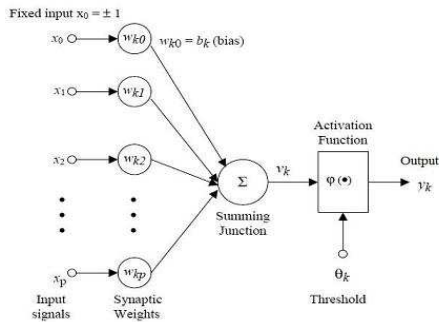 Fixed input x₀ = ± 1
x₀ wₖ₀ wₖ₀ = bₖ (bias)
x₁ wₖ₁
Activation
Function
x₂ wₖ₂ Σ vₖ φ (•) Output
yₖ
Summing
Junction
xₚ wₖₚ θₖ
Input
signals
Synaptic
Weights
Threshold